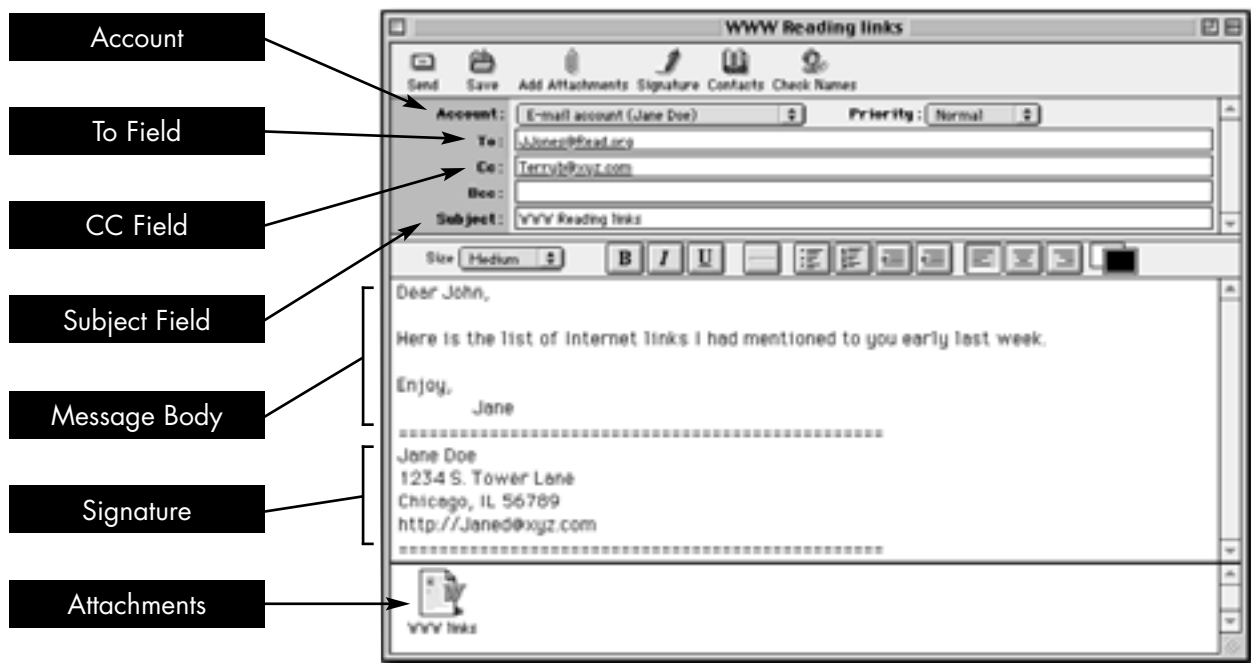 Account
To Field
CC Field
Subject Field
Message Body
Signature
Attachments
WWW Reading links
Send Save Add Attachments Signature Contacts Check Names
Account: E-mail account (Jane Doe) Priority: Normal
To: JJones@Read.org
Cc: Terryb@xyz.com
Bcc:
Subject: WWW Reading links
Size Medium B I U
Dear John,
Here is the list of Internet links I had mentioned to you early last week.
Enjoy,
Jane
================================================
Jane Doe
1234 S. Tower Lane
Chicago, IL 56789
http://Janed@xyz.com
================================================
WWW links